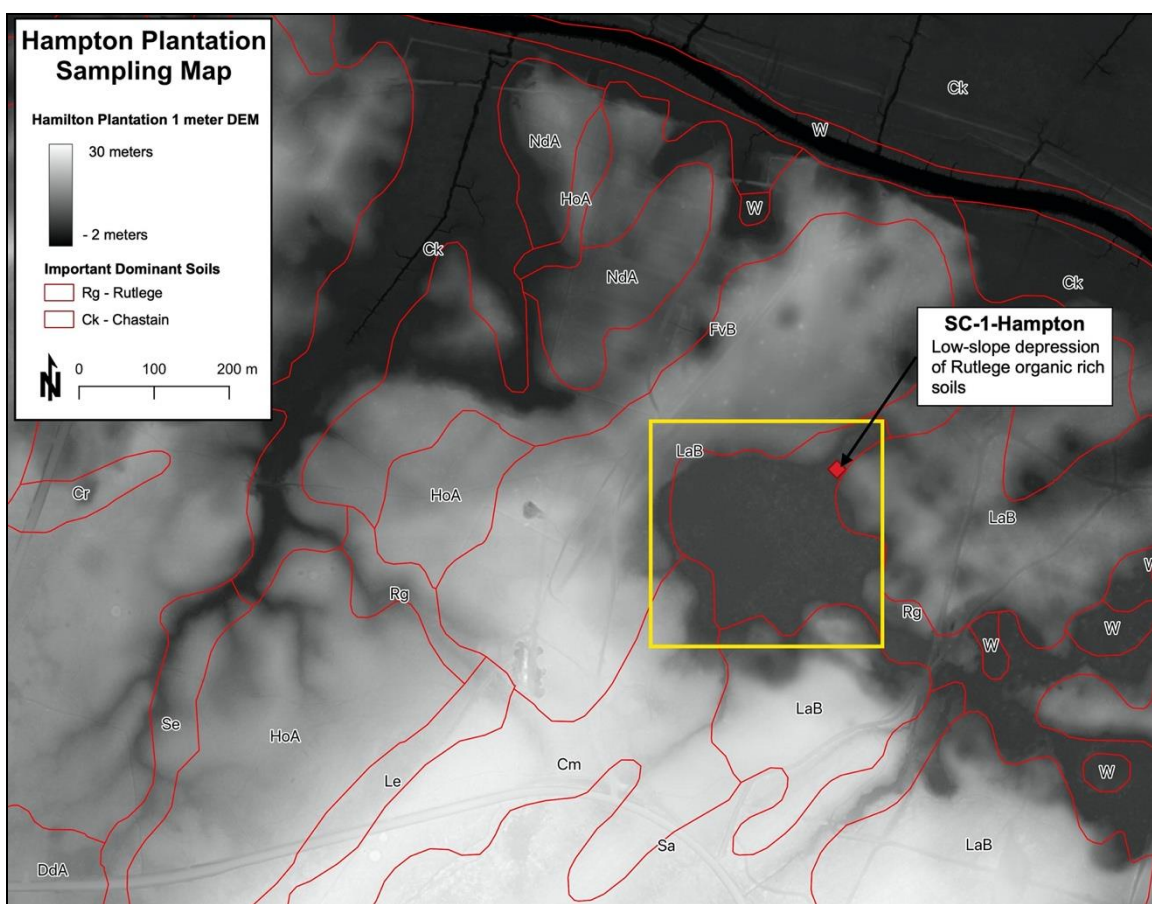 Hampton Plantation
Sampling Map
Hamilton Plantation 1 meter DEM
30 meters
- 2 meters
Important Dominant Soils
Rg - Rutlege
Ck - Chastain
N
0 100 200 m
Ck
W
NdA
HoA
W
Ck
NdA
Ck
FvB
SC-1-Hampton
Low-slope depression
of Rutlege organic rich
soils
LaB
Cr
HoA
LaB
W
Rg
Rg
W
W
Se
HoA
LaB
Le
Cm
W
Sa
LaB
DdA